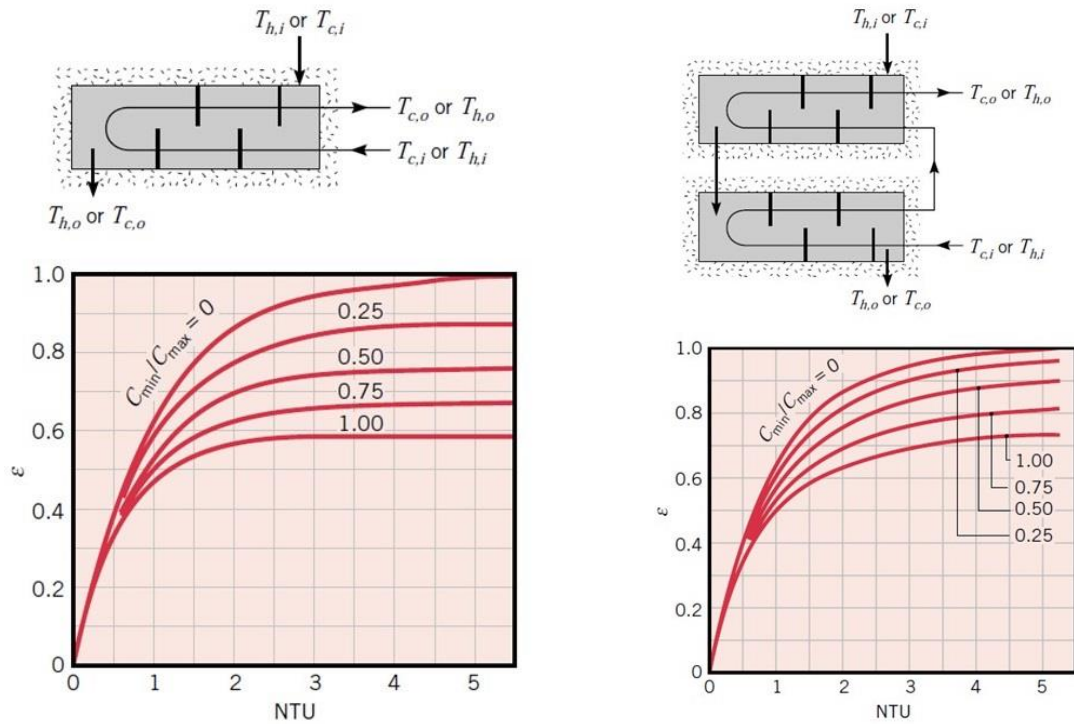 T_{h,i} or T_{c,i}
T_{c,o} or T_{h,o}
T_{c,i} or T_{h,i}
T_{h,o} or T_{c,o}
1.0
0.8
0.6
0.4
0.2
0
ε
C_{min}/C_{max} = 0
0.25
0.50
0.75
1.00
0 1 2 3 4 5
NTU
T_{h,i} or T_{c,i}
T_{c,o} or T_{h,o}
T_{c,i} or T_{h,i}
T_{h,o} or T_{c,o}
1.0
0.8
0.6
0.4
0.2
0
ε
C_{min}/C_{max} = 0
1.00
0.75
0.50
0.25
0 1 2 3 4 5
NTU